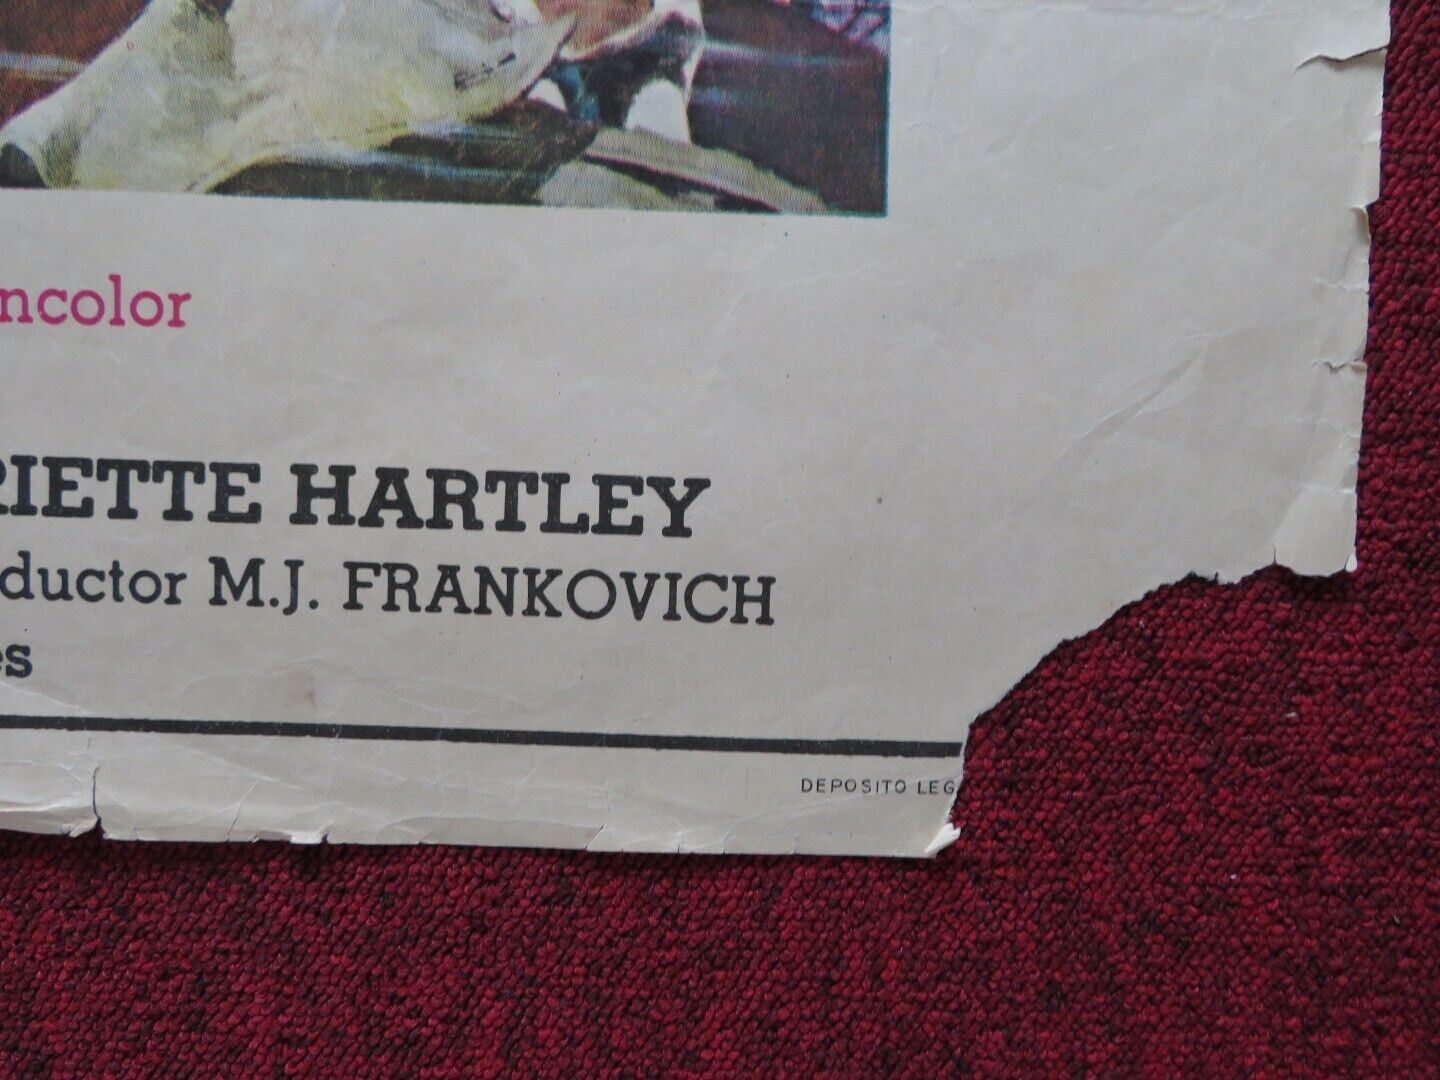 ncolor
RIETTE HARTLEY
ductor M.J. FRANKOVICH
es
DEPOSITO LEG